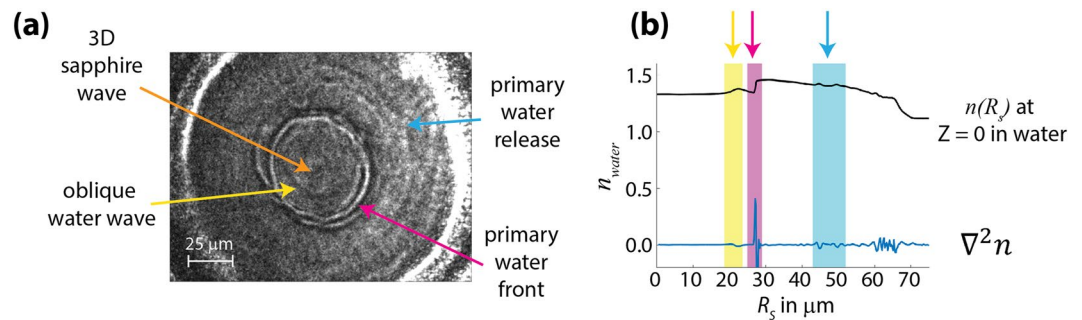 (a)
3D
sapphire
wave
oblique
water wave
primary
water
release
primary
water
front
25 μm
(b)
1.5
1.0
0.5
0.0
n_water
0 10 20 30 40 50 60 70
R_s in μm
n(R_s) at
Z = 0 in water
∇²n